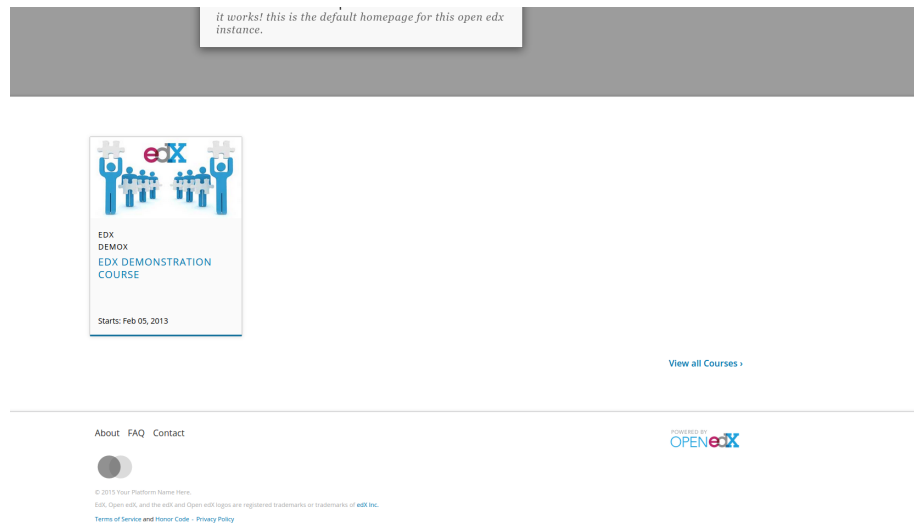 it works! this is the default homepage for this open edx
instance.
edX
EDX
DEMOX
EDX DEMONSTRATION
COURSE
Starts: Feb 05, 2013
View all Courses ›
About FAQ Contact
POWERED BY
OPEN edX
© 2015 Your Platform Name Here.
EdX, Open edX, and the edX and Open edX logos are registered trademarks or trademarks of edX Inc.
Terms of Service and Honor Code - Privacy Policy